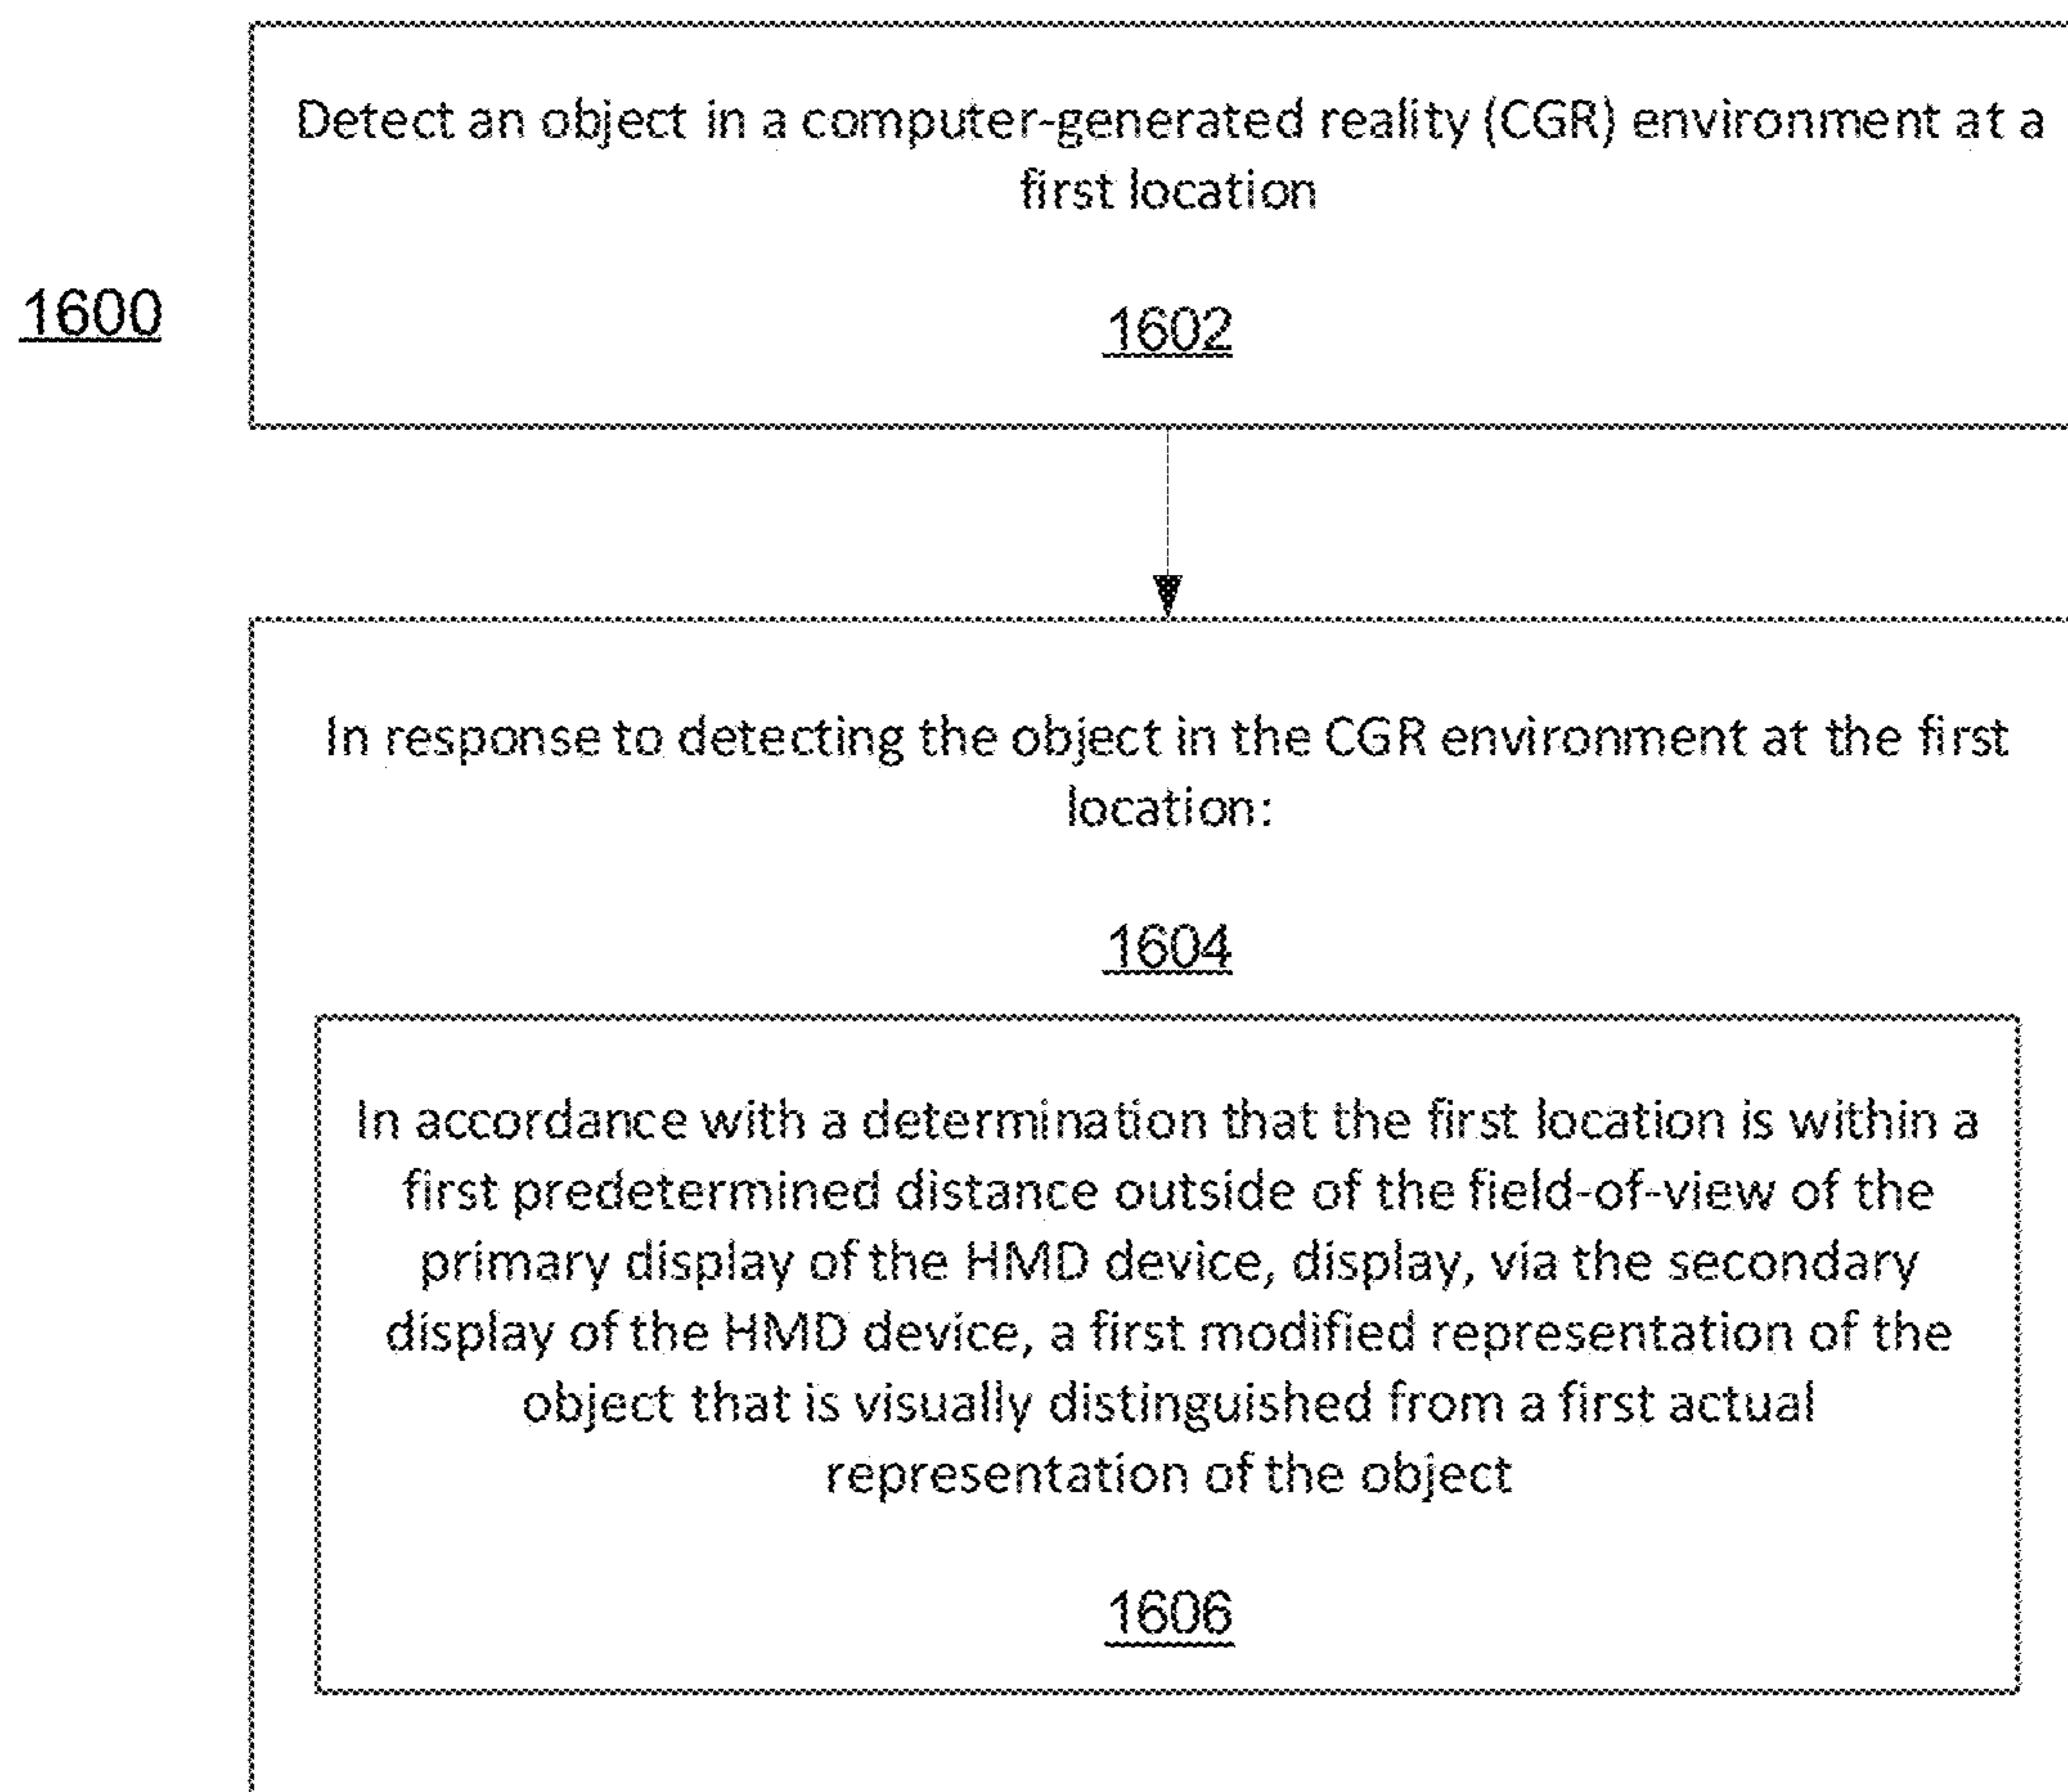 Detect an object in a computer-generated reality (CGR) environment at a
first location
1600
1602
In response to detecting the object in the CGR environment at the first
location:
1604
In accordance with a determination that the first location is within a
first predetermined distance outside of the field-of-view of the
primary display of the HMD device, display, via the secondary
display of the HMD device, a first modified representation of the
object that is visually distinguished from a first actual
representation of the object
1606